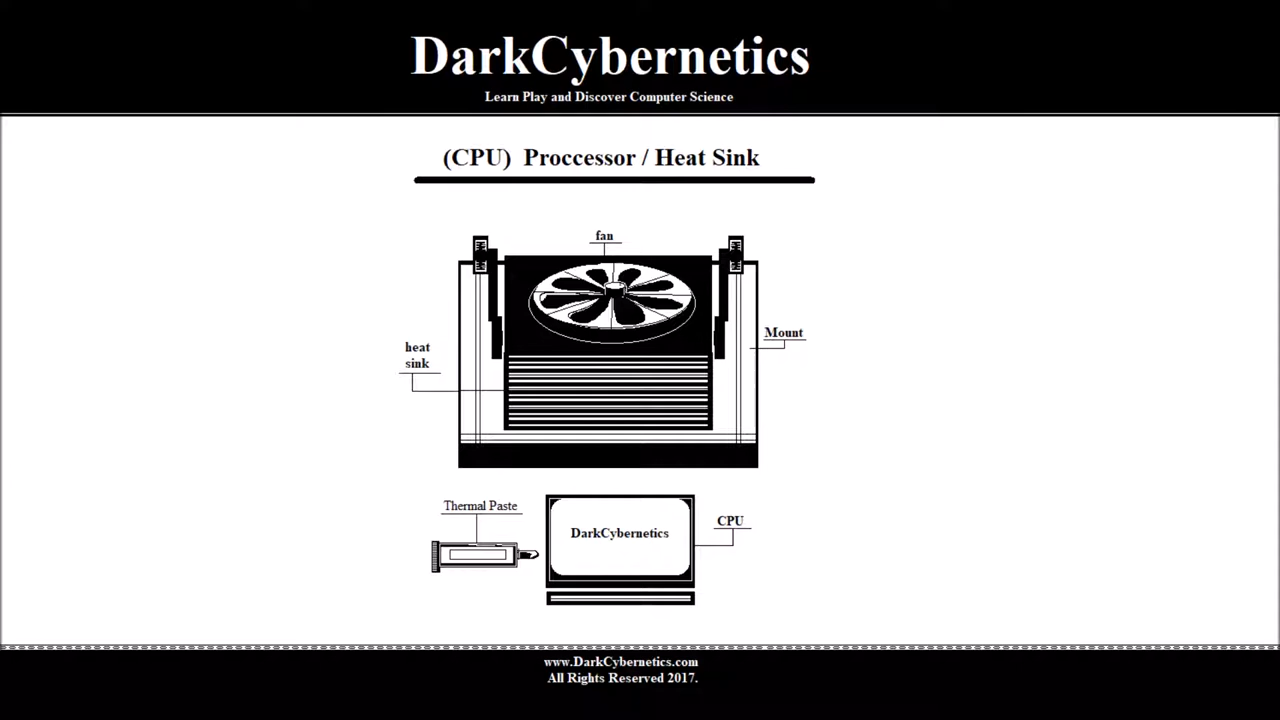 DarkCybernetics
Learn Play and Discover Computer Science
(CPU) Proccessor / Heat Sink
fan
Mount
heat
sink
Thermal Paste
DarkCybernetics
CPU
www.DarkCybernetics.com
All Rights Reserved 2017.